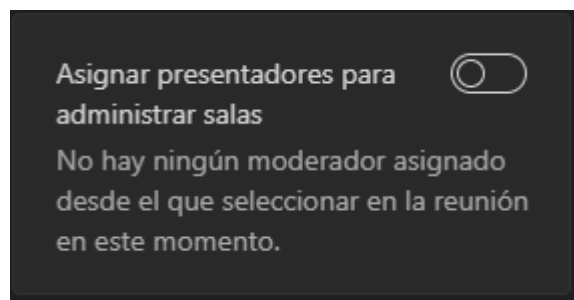 Asignar presentadores para
administrar salas
No hay ningún moderador asignado
desde el que seleccionar en la reunión
en este momento.